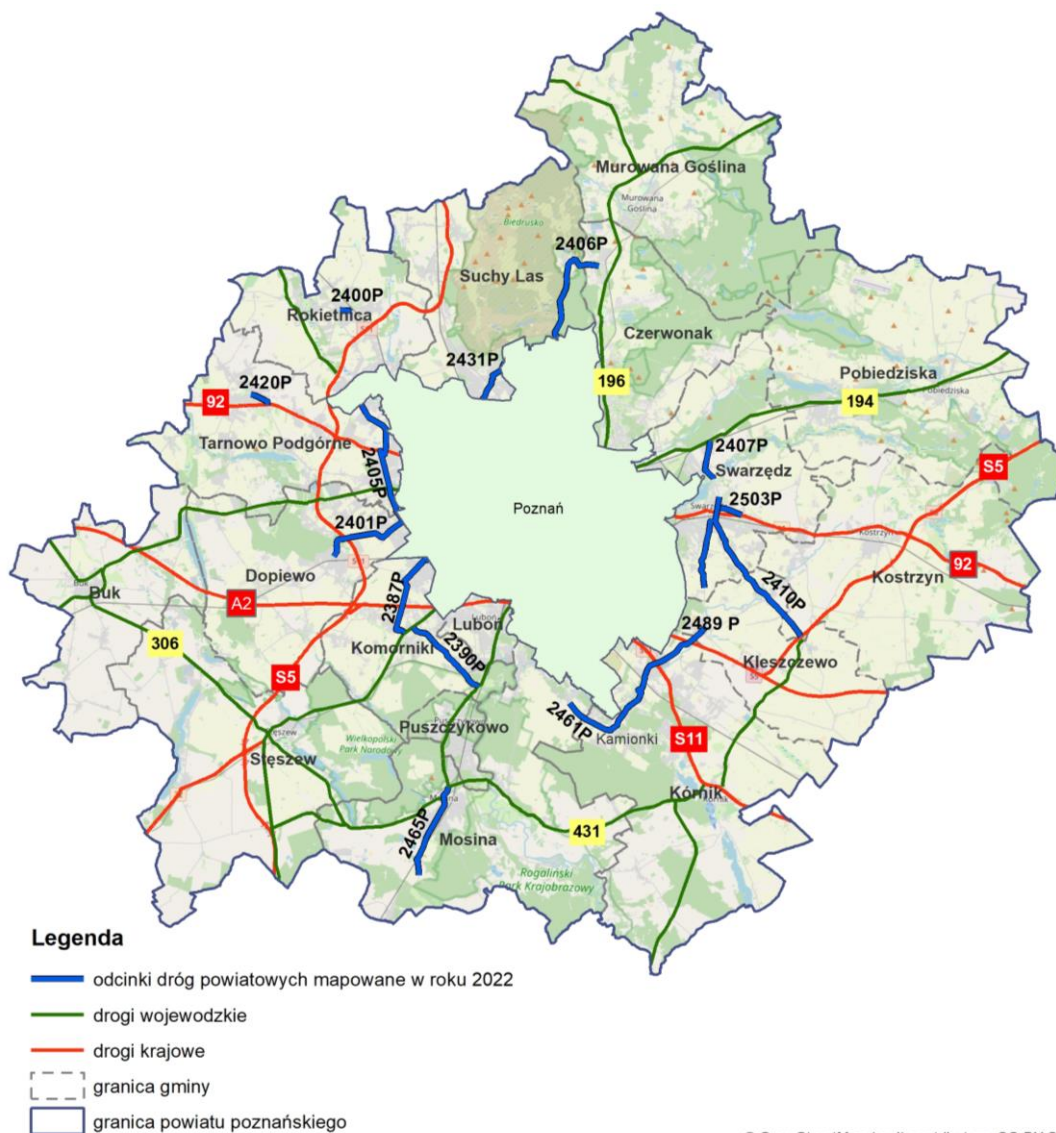 Murowana Goślina
Murowana
Goślina
Biedrusko
2406P
Suchy Las
2400P
Rokietnica
Czerwonak
2431P
196
Pobiedziska
2420P
92
194
Tarnowo Podgórne
2407P
Swarzędz
S5
2405P
2503P
Poznań
2401P
Kostrzyn
92
Dopiewo
Buk
A2
2387P
Kostrzyn
2410P
Luboń
2489 P
306
Komorniki
2390P
Kleszczewo
S5
S5
2461P
Puszczykowo
Wielkopolski
Park Narodowy
Kamionki
S11
Stęszew
Kórnik
2465P
431
Mosina
Rogaliński
Park Krajobrazowy
Legenda
odcinki dróg powiatowych mapowane w roku 2022
drogi wojewodzkie
drogi krajowe
granica gminy
granica powiatu poznańskiego